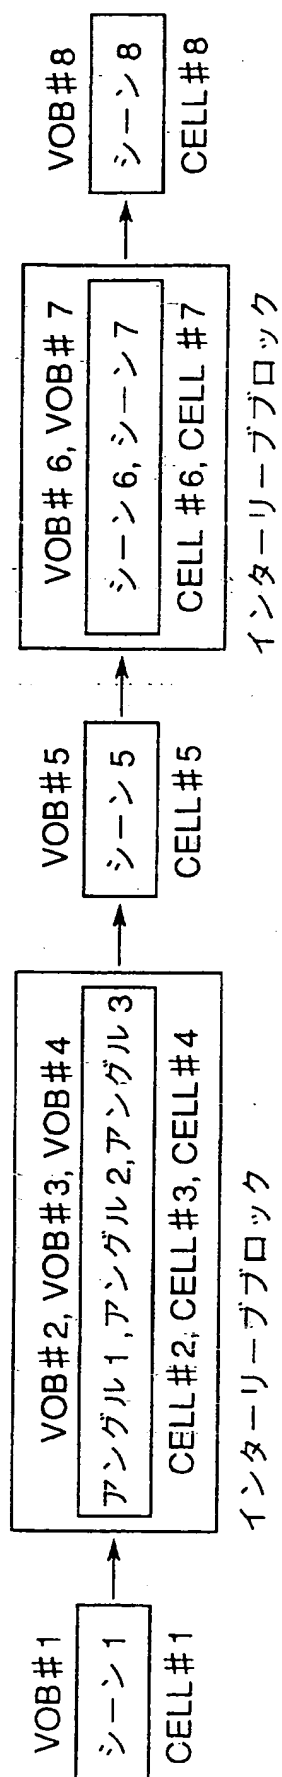 VOB#1
シーン1
CELL#1
VOB#2, VOB#3, VOB#4
アングル1,アングル2,アングル3
CELL#2, CELL#3, CELL#4
インターリーブブロック
VOB#5
シーン5
CELL#5
VOB# 6, VOB# 7
シーン6,シーン7
CELL #6, CELL #7
インターリーブブロック
VOB#8
シーン8
CELL#8